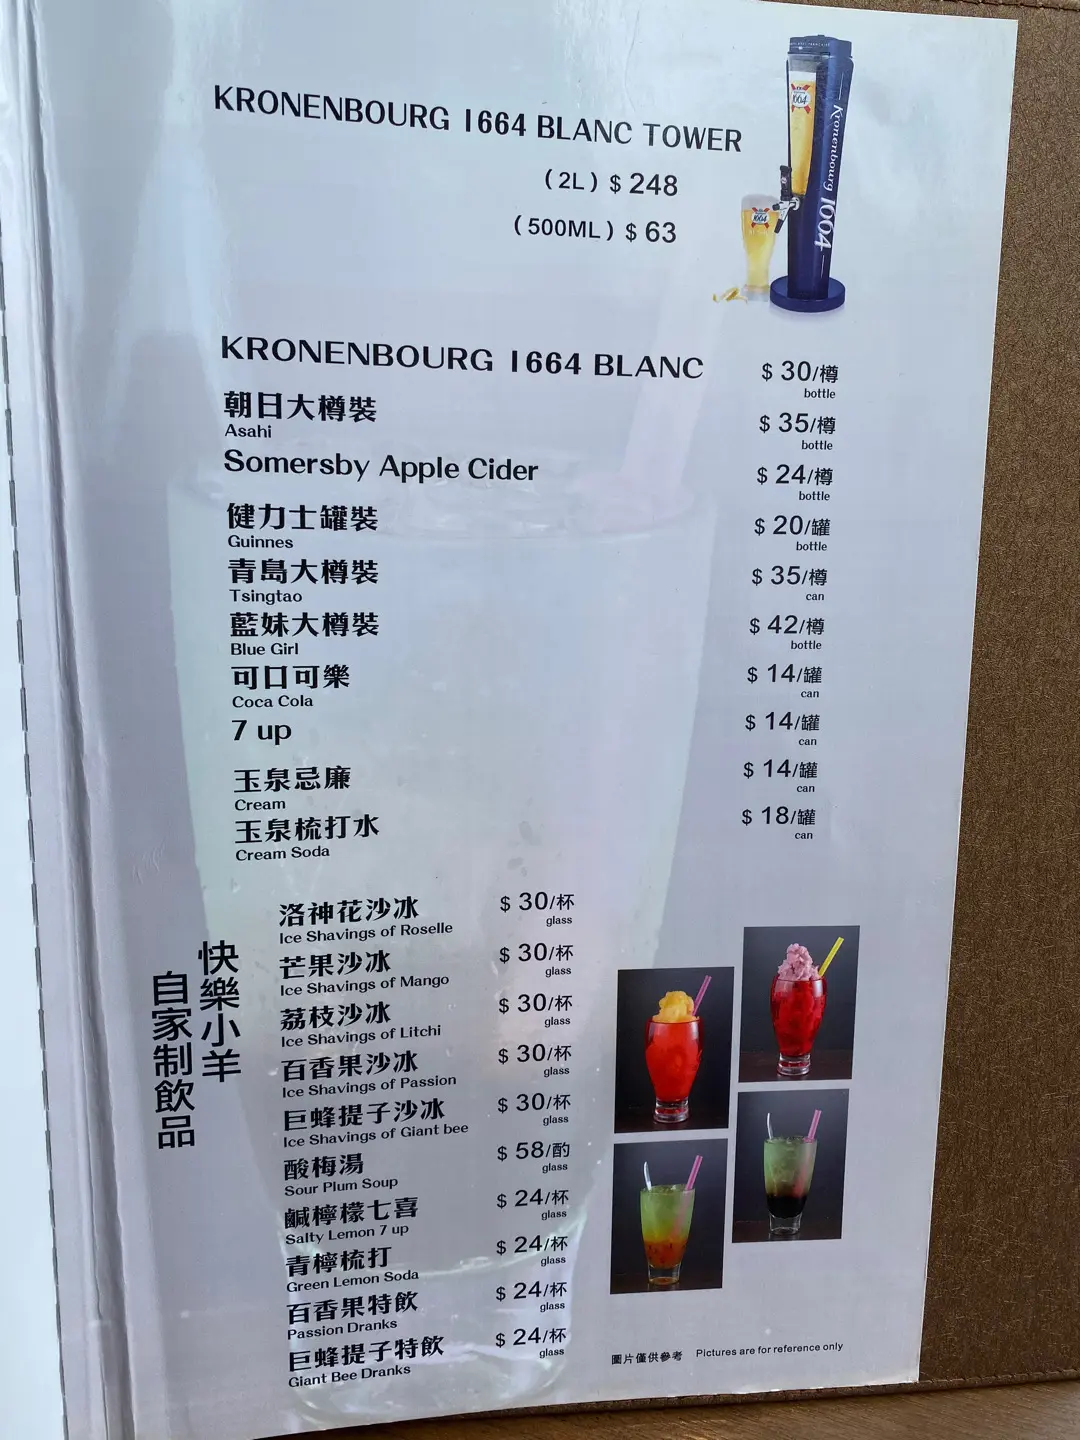 KRONENBOURG 1664 BLANC TOWER
(2L) $ 248
(500ML) $ 63
Kronenbourg 1664
1664
1664
KRONENBOURG 1664 BLANC $ 30/樽
bottle
朝日大樽裝 $ 35/樽
Asahi bottle
Somersby Apple Cider $ 24/樽
bottle
健力士罐裝 $ 20/罐
Guinnes bottle
青島大樽裝 $ 35/樽
Tsingtao can
藍妹大樽裝 $ 42/樽
Blue Girl bottle
可口可樂 $ 14/罐
Coca Cola can
7 up $ 14/罐
can
玉泉忌廉 $ 14/罐
Cream can
玉泉梳打水 $ 18/罐
Cream Soda can
快樂小羊
自家制飲品
洛神花沙冰 $ 30/杯
Ice Shavings of Roselle glass
芒果沙冰 $ 30/杯
Ice Shavings of Mango glass
荔枝沙冰 $ 30/杯
Ice Shavings of Litchi glass
百香果沙冰 $ 30/杯
Ice Shavings of Passion glass
巨蜂提子沙冰 $ 30/杯
Ice Shavings of Giant bee glass
酸梅湯 $ 58/酌
Sour Plum Soup glass
鹹檸檬七喜 $ 24/杯
Salty Lemon 7 up glass
青檸梳打 $ 24/杯
Green Lemon Soda glass
百香果特飲 $ 24/杯
Passion Dranks glass
巨蜂提子特飲 $ 24/杯
Giant Bee Dranks glass
圖片僅供參考 Pictures are for reference only